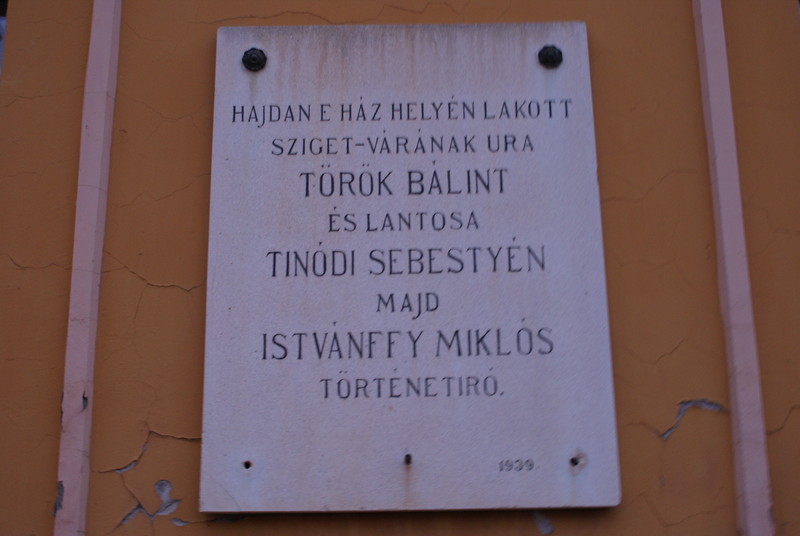 HAJDAN E HÁZ HELYÉN LAKOTT
SZIGET-VÁRÁNAK URA
TÖRÖK BÁLINT
ÉS LANTOSA
TINÓDI SEBESTYÉN
MAJD
ISTVÁNFFY MIKLÓS
TÖRTÉNETIRÓ.
1939